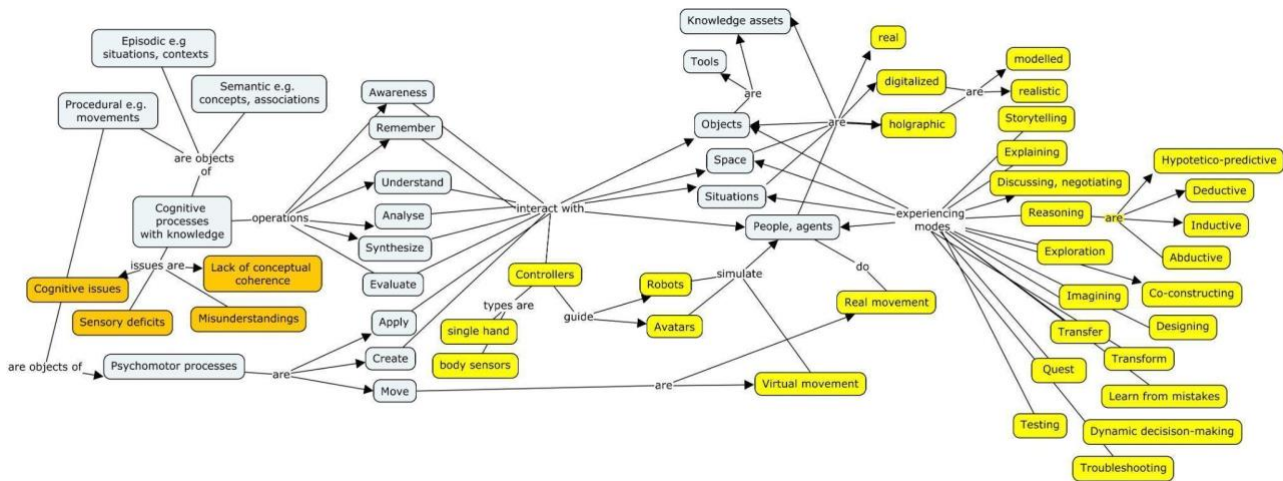 Episodic e.g
situations, contexts
Semantic e.g.
concepts, associations
Procedural e.g.
movements
are objects
of
Cognitive
processes
with knowledge
operations
issues are
Lack of conceptual
coherence
Cognitive issues
Sensory deficits
Misunderstandings
are objects of
Psychomotor processes
are
Awareness
Remember
Understand
Analyse
Synthesize
Evaluate
Apply
Create
Move
interact with
Controllers
types are
single hand
body sensors
guide
Robots
Avatars
simulate
are
Virtual movement
Real movement
do
People, agents
Situations
Space
Objects
are
Tools
Knowledge assets
are
real
digitalized
holgraphic
are
modelled
realistic
experiencing
modes
Storytelling
Explaining
Discussing, negotiating
Reasoning
are
Hypotetico-predictive
Deductive
Inductive
Abductive
Exploration
Co-constructing
Imagining
Designing
Transfer
Transform
Quest
Learn from mistakes
Testing
Dynamic decisison-making
Troubleshooting